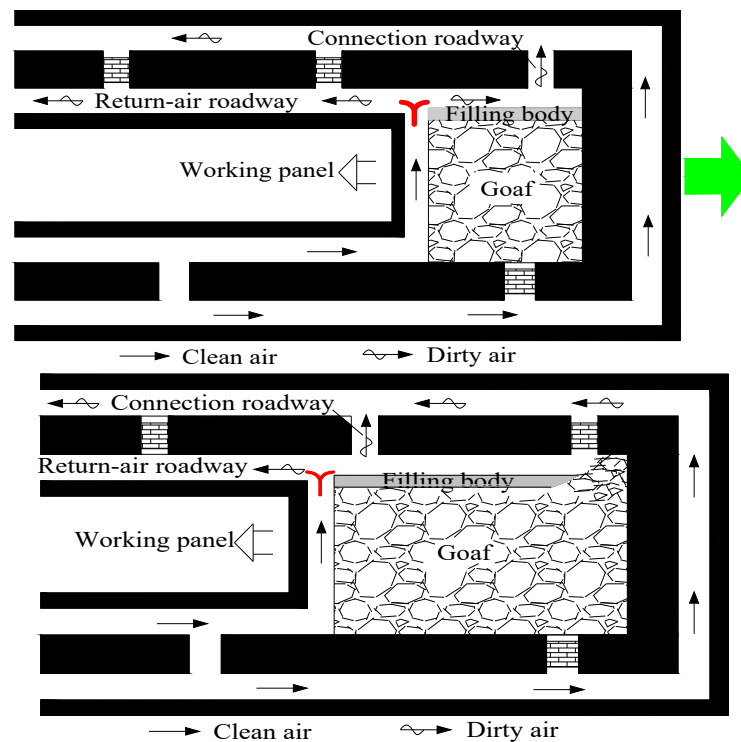 Connection roadway
Return-air roadway
Filling body
Working panel
Goaf
Clean air
Dirty air
Connection roadway
Return-air roadway
Filling body
Working panel
Goaf
Clean air
Dirty air